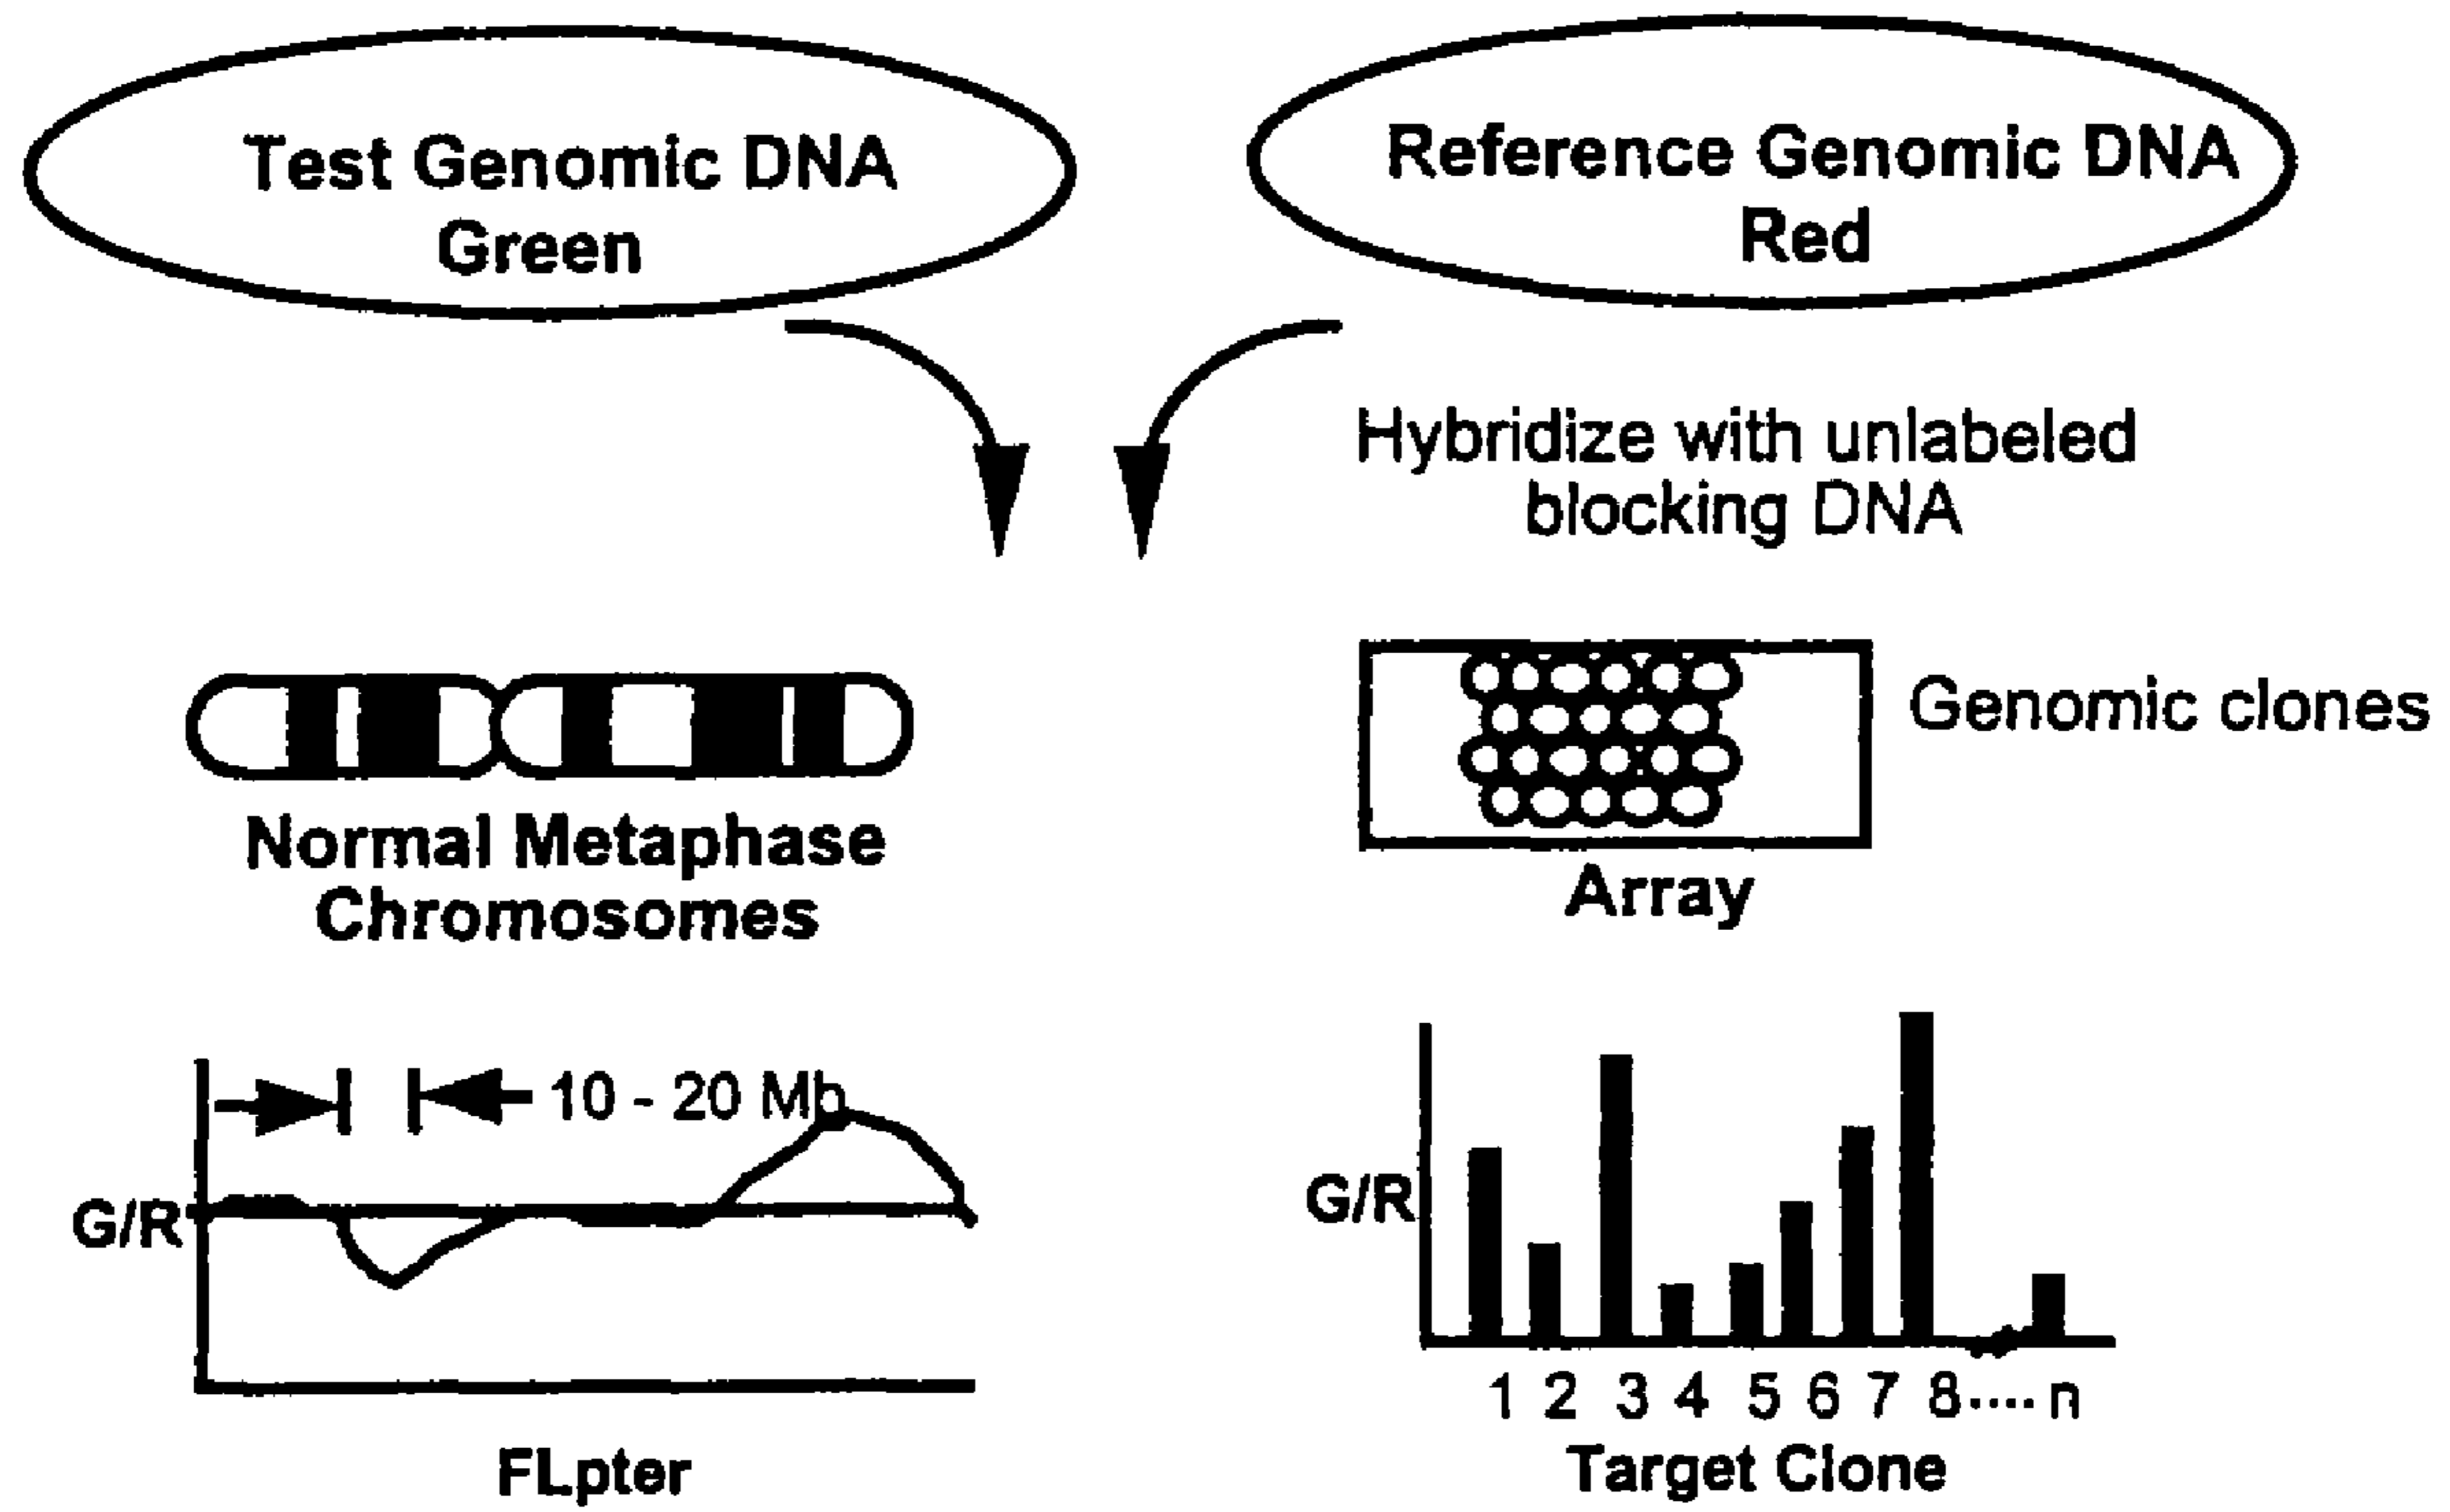 Test Genomic DNA
Green
Reference Genomic DNA
Red
Hybridize with unlabeled
blocking DNA
Genomic clones
Normal Metaphase
Chromosomes
Array
10 - 20 Mb
G/R
FLpter
G/R
1 2 3 4 5 6 7 8.... n
Target Clone